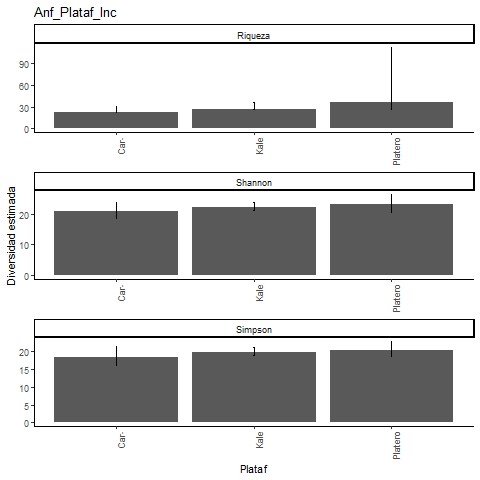 Anf_Plataf_Inc
Riqueza
90
60
30
0
Car-
Kale
Platero
Shannon
Diversidad estimada
20
10
0
Car-
Kale
Platero
Simpson
20
15
10
5
0
Car-
Kale
Platero
Plataf